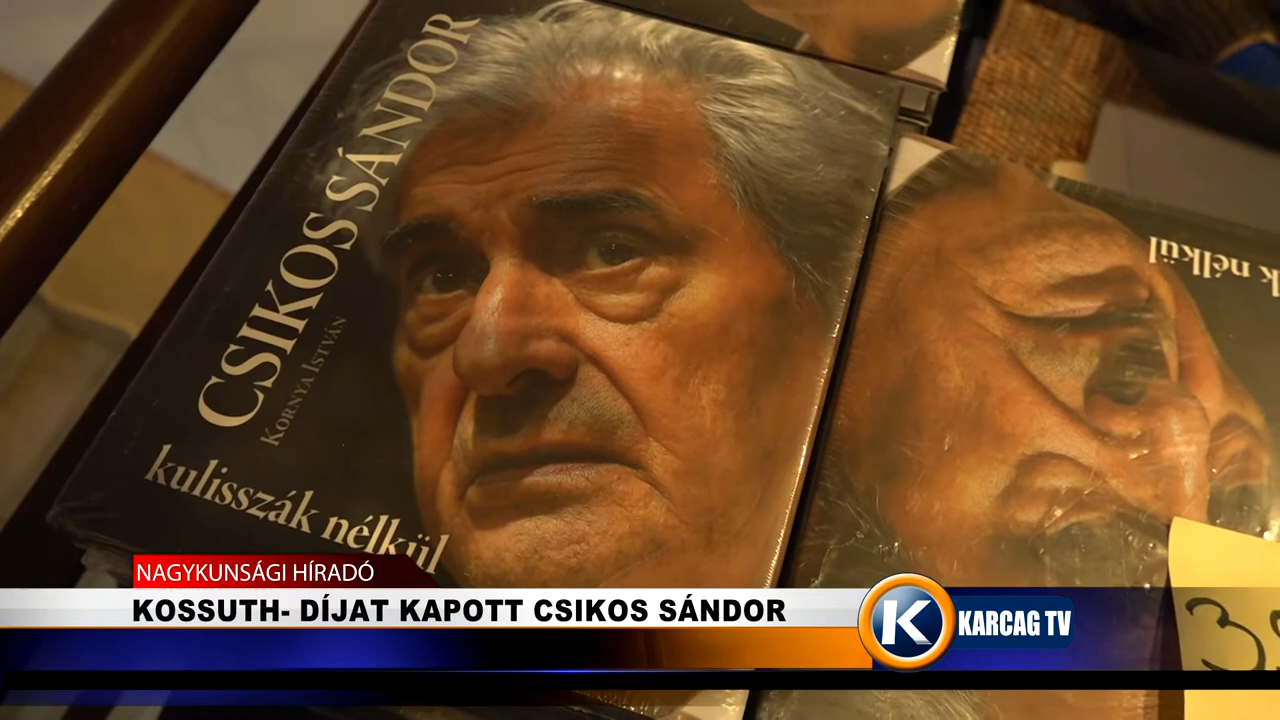 CSIKOS SÁNDOR
KORNYA ISTVÁN
kulisszák nélkül
k nélkül
NAGYKUNSÁGI HÍRADÓ
KOSSUTH- DÍJAT KAPOTT CSIKOS SÁNDOR
K KARCAG TV